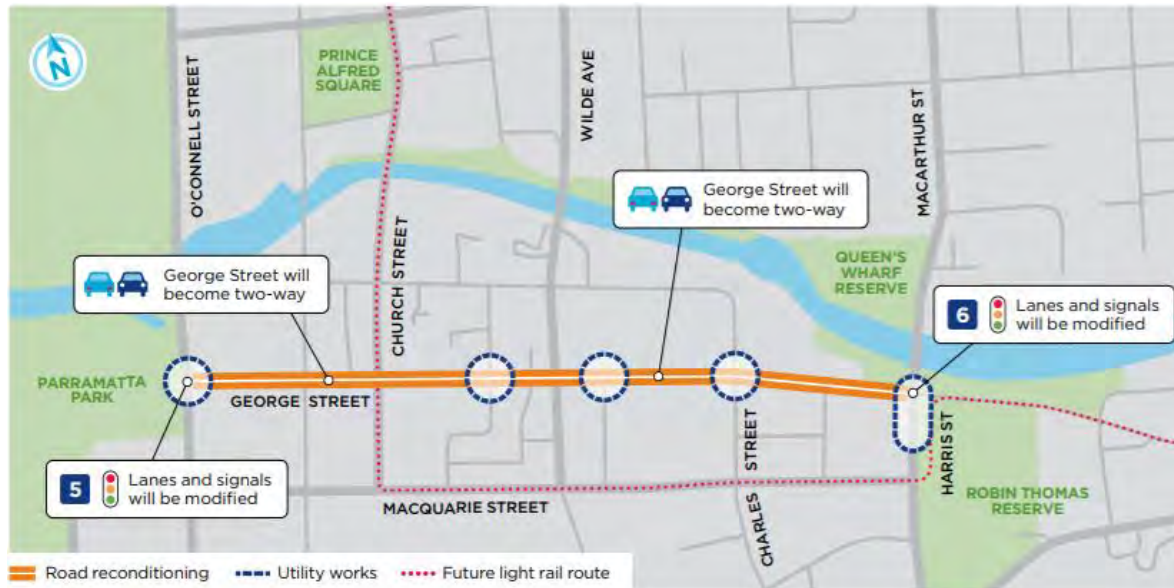 N
PRINCE
ALFRED
SQUARE
O'CONNELL STREET
WILDE AVE
MACARTHUR ST
George Street will
become two-way
CHURCH STREET
QUEEN'S
WHARF
RESERVE
George Street will
become two-way
6 Lanes and signals
will be modified
PARRAMATTA
PARK
GEORGE STREET
5 Lanes and signals
will be modified
MACQUARIE STREET
CHARLES STREET
HARRIS ST
ROBIN THOMAS
RESERVE
Road reconditioning Utility works Future light rail route